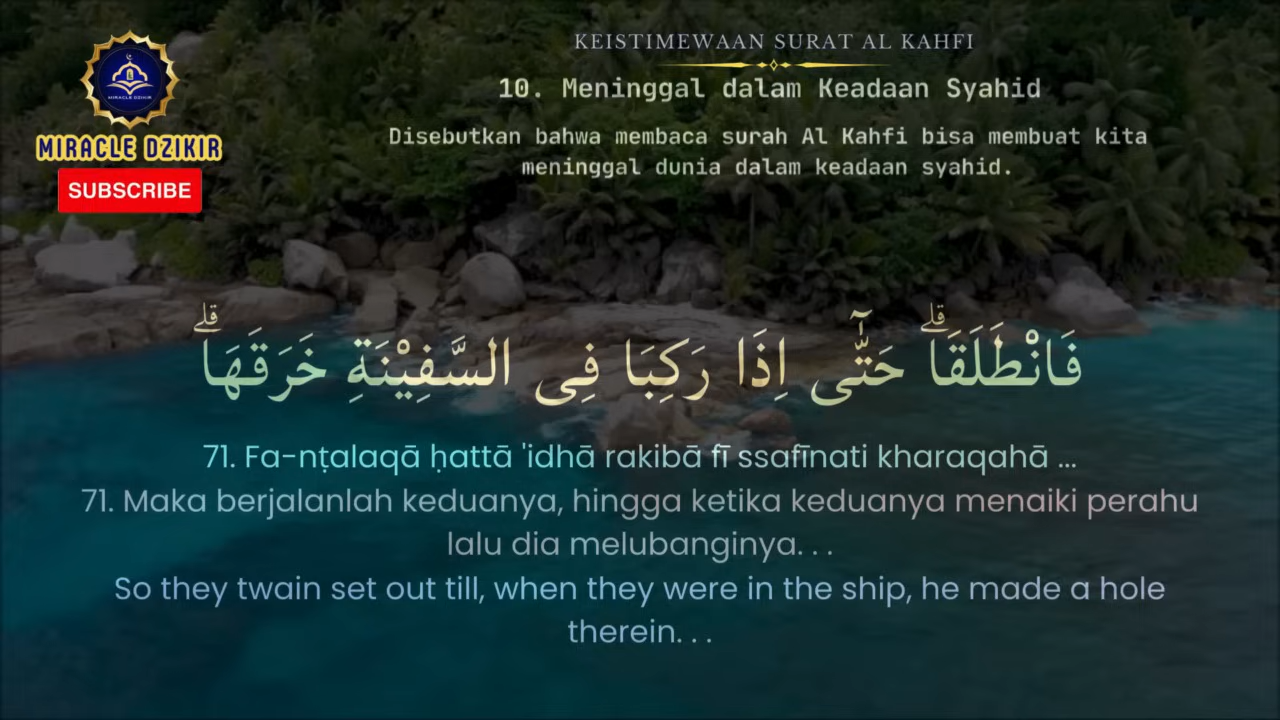 MIRACLE DZIKIR
MIRACLE DZIKIR
SUBSCRIBE
KEISTIMEWAAN SURAT AL KAHFI
10. Meninggal dalam Keadaan Syahid
Disebutkan bahwa membaca surah Al Kahfi bisa membuat kita
meninggal dunia dalam keadaan syahid.
فَانْطَلَقَاۗ حَتّٰٓى اِذَا رَكِبَا فِى السَّفِيْنَةِ خَرَقَهَاۗ
71. Fa-nṭalaqā ḥattā 'idhā rakibā fī ssafīnati kharaqahā ...
71. Maka berjalanlah keduanya, hingga ketika keduanya menaiki perahu
lalu dia melubanginya. . .
So they twain set out till, when they were in the ship, he made a hole
therein. . .